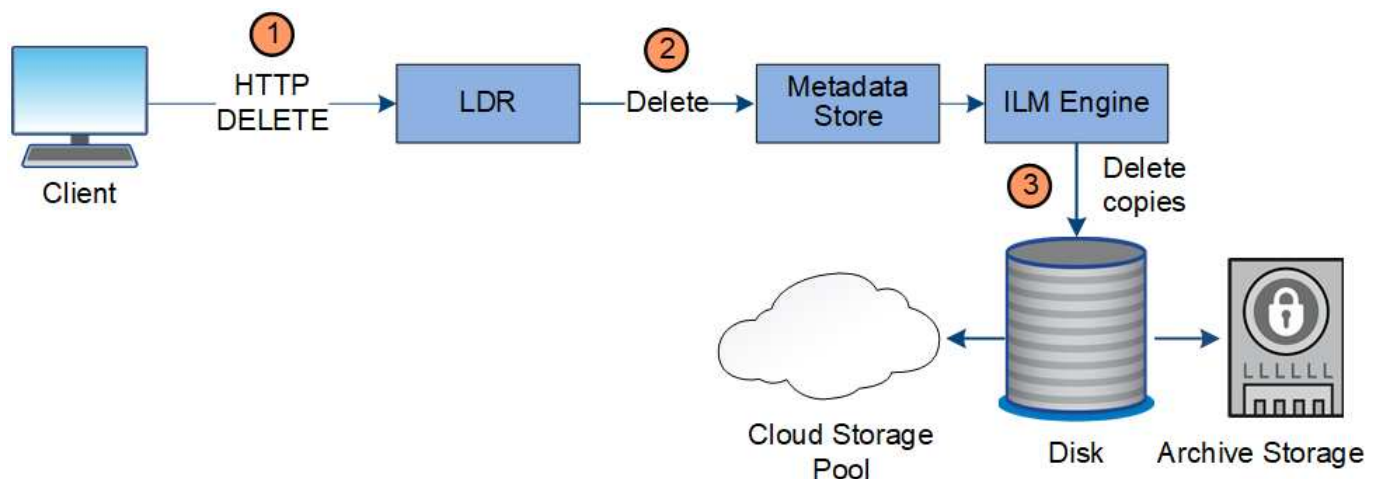 1
HTTP
DELETE
LDR
2
Delete
Metadata
Store
ILM Engine
3
Delete
copies
Cloud Storage
Pool
Disk
Archive Storage
Client
LLLLLL